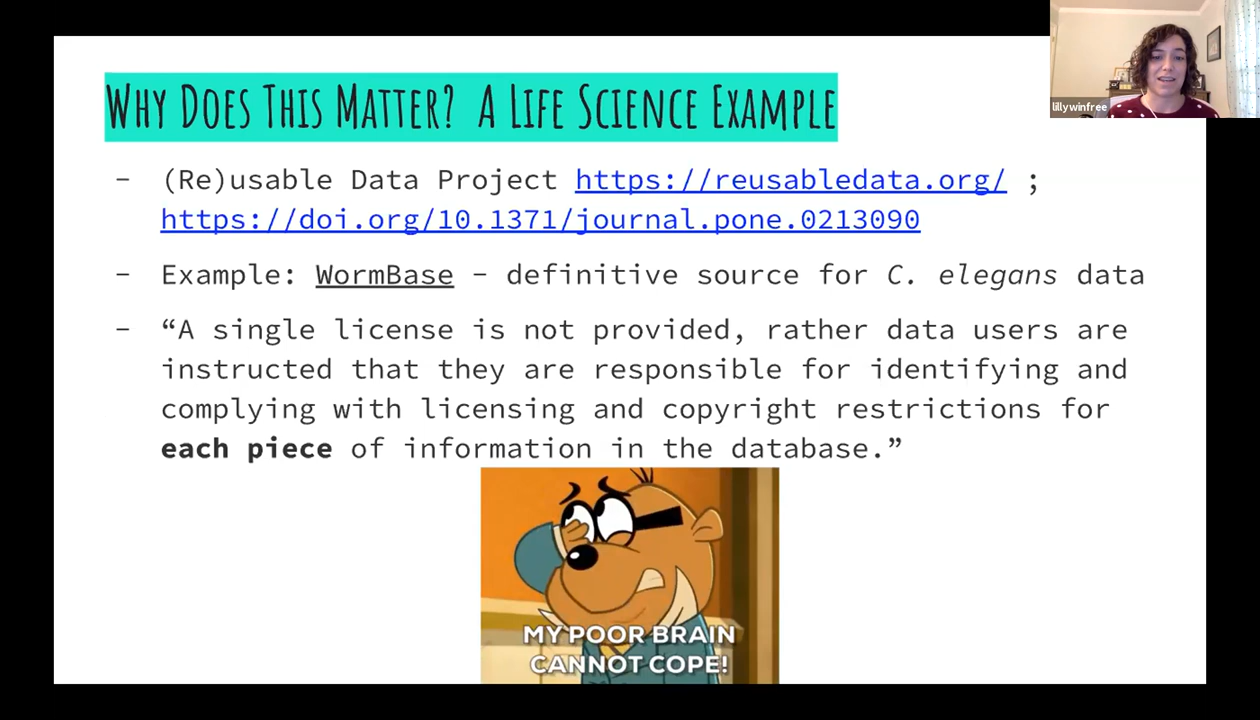 Why Does This Matter? A Life Science Example
lillywinfree
- (Re)usable Data Project https://reusabledata.org/ ;
https://doi.org/10.1371/journal.pone.0213090
- Example: WormBase - definitive source for C. elegans data
- “A single license is not provided, rather data users are
instructed that they are responsible for identifying and
complying with licensing and copyright restrictions for
each piece of information in the database.”
MY POOR BRAIN
CANNOT COPE!